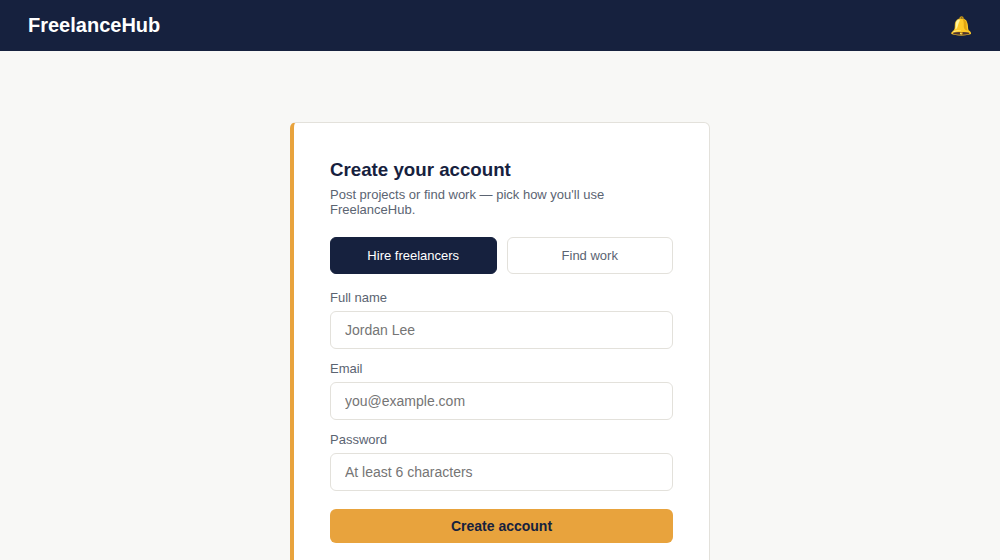 FreelanceHub
Create your account
Post projects or find work — pick how you'll use
FreelanceHub.
Hire freelancers
Find work
Full name
Jordan Lee
Email
you@example.com
Password
At least 6 characters
Create account